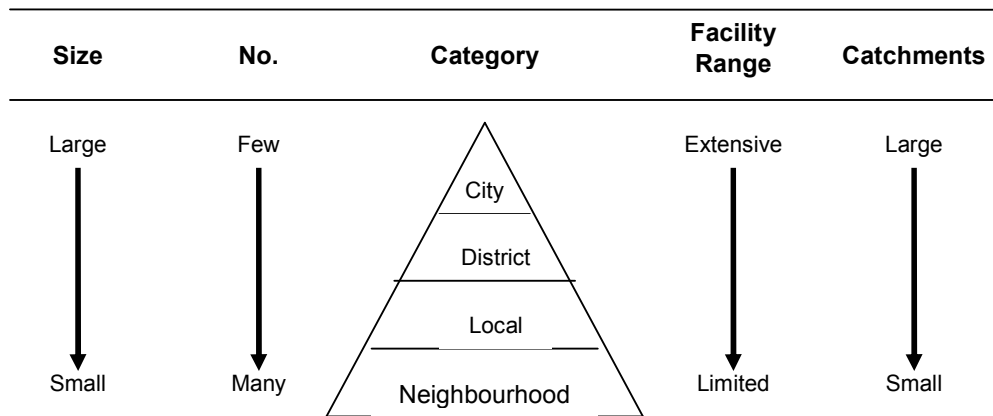 Size No. Category Facility Range Catchments
Large Few Extensive Large
City
District
Local
Small Many Neighbourhood Limited Small